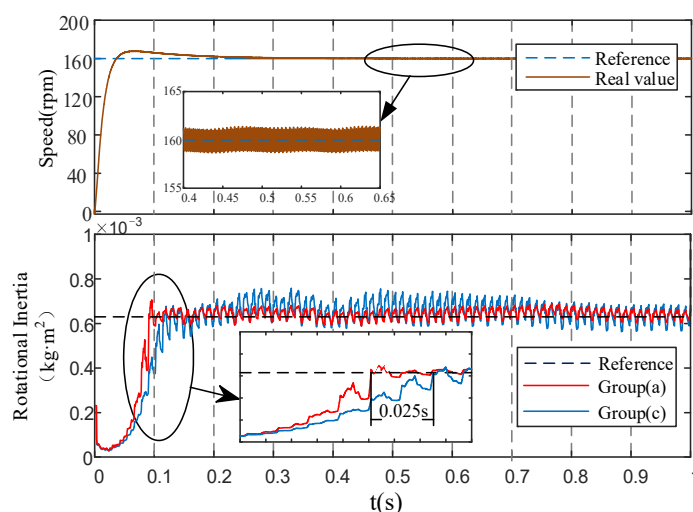 200
160
120
80
40
0
Speed(rpm)
Reference
Real value
165
160
155
0.4 0.45 0.5 0.55 0.6 0.65
×10⁻³
1
0.8
0.6
0.4
0.2
0
Rotational Inertia
(kg·m²)
Reference
Group(a)
Group(c)
0.025s
0 0.1 0.2 0.3 0.4 0.5 0.6 0.7 0.8 0.9 1
t(s)